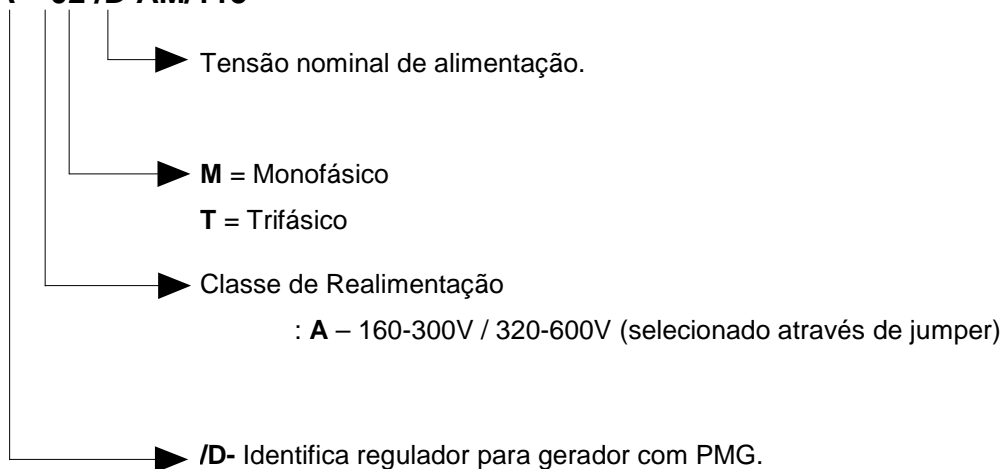 Tensão nominal de alimentação.
M = Monofásico
T = Trifásico
Classe de Realimentação
: A – 160-300V / 320-600V (selecionado através de jumper)
/D- Identifica regulador para gerador com PMG.